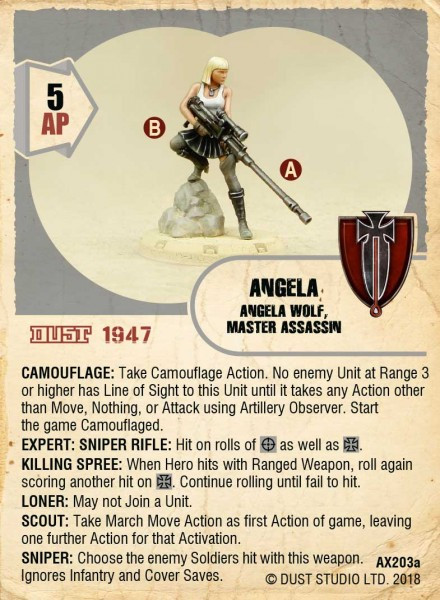 5
AP
B
A
ANGELA
ANGELA WOLF,
MASTER ASSASSIN
DUST 1947
CAMOUFLAGE: Take Camouflage Action. No enemy Unit at Range 3
or higher has Line of Sight to this Unit until it takes any Action other
than Move, Nothing, or Attack using Artillery Observer. Start
the game Camouflaged.
EXPERT: SNIPER RIFLE: Hit on rolls of as well as .
KILLING SPREE: When Hero hits with Ranged Weapon, roll again
scoring another hit on . Continue rolling until fail to hit.
LONER: May not Join a Unit.
SCOUT: Take March Move Action as first Action of game, leaving
one further Action for that Activation.
SNIPER: Choose the enemy Soldiers hit with this weapon.
Ignores Infantry and Cover Saves.
AX203a
© DUST STUDIO LTD. 2018